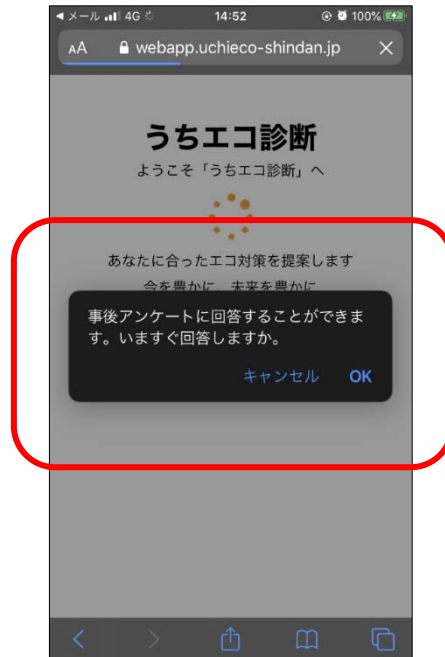 メール 4G 14:52 100%
AA webapp.uchieco-shindan.jp
うちエコ診断
ようこそ「うちエコ診断」へ
あなたに合ったエコ対策を提案します
今を豊かに、未来を豊かに
事後アンケートに回答することができま
す。いますぐ回答しますか。
キャンセル OK